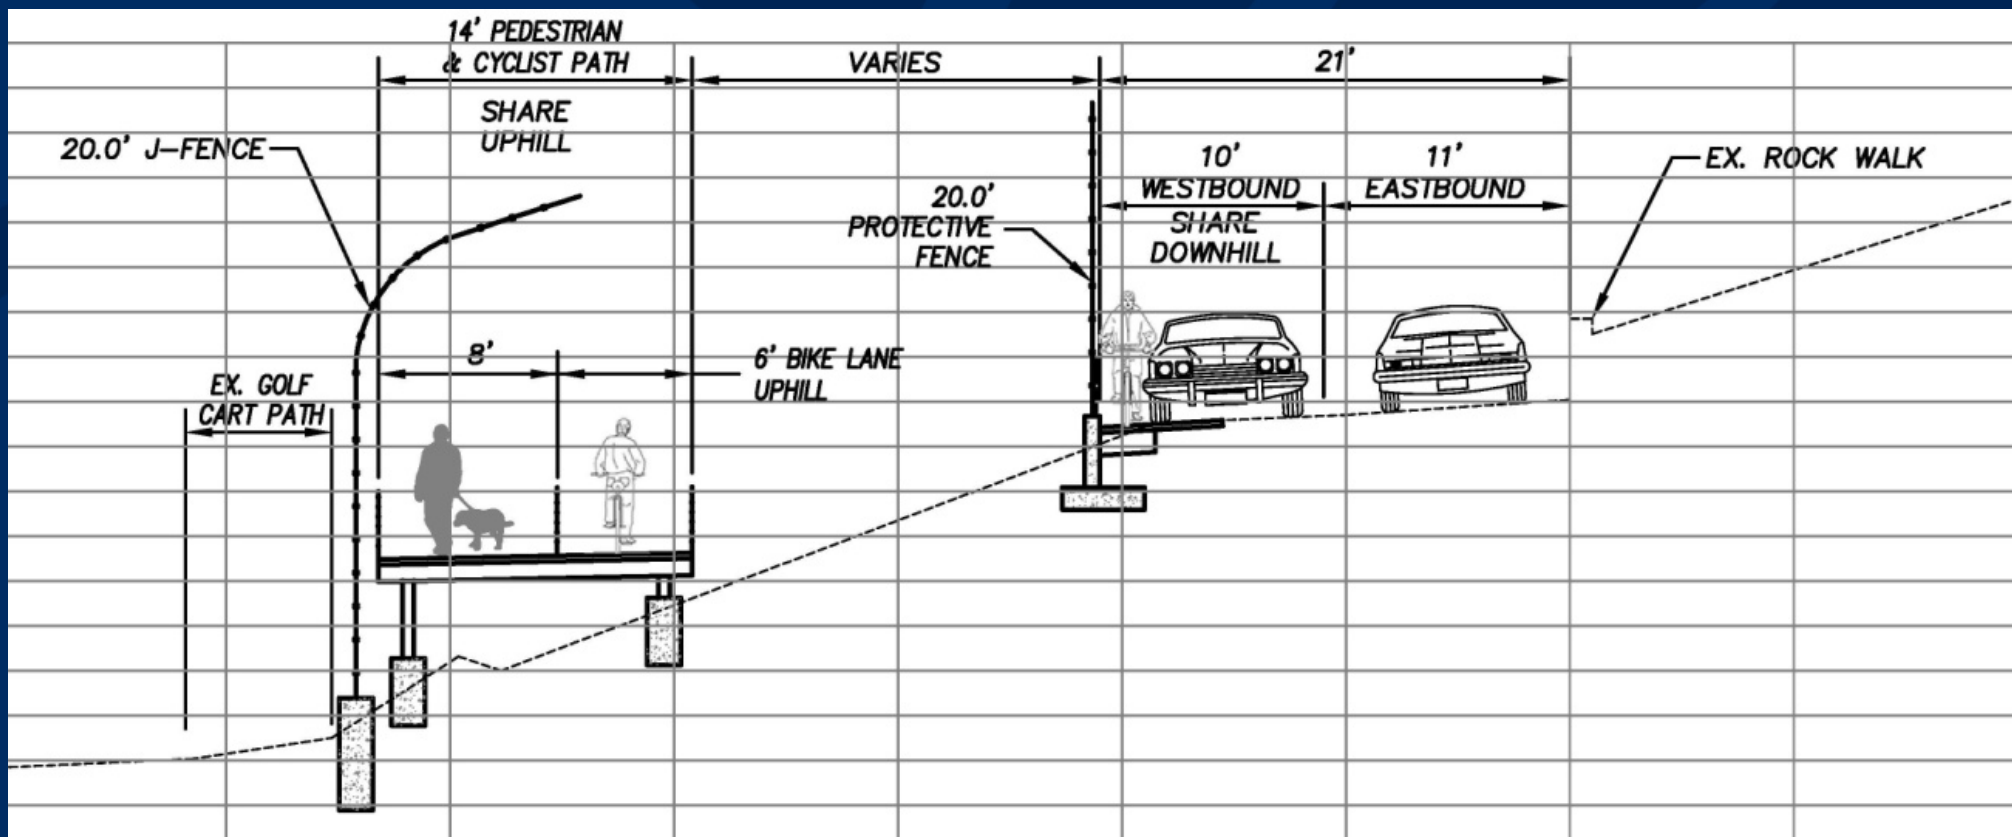 14' PEDESTRIAN
& CYCLIST PATH
VARIES
21'
SHARE
UPHILL
20.0' J-FENCE
10'
WESTBOUND
SHARE
DOWNHILL
11'
EASTBOUND
EX. ROCK WALK
20.0'
PROTECTIVE
FENCE
8'
6' BIKE LANE
UPHILL
EX. GOLF
CART PATH